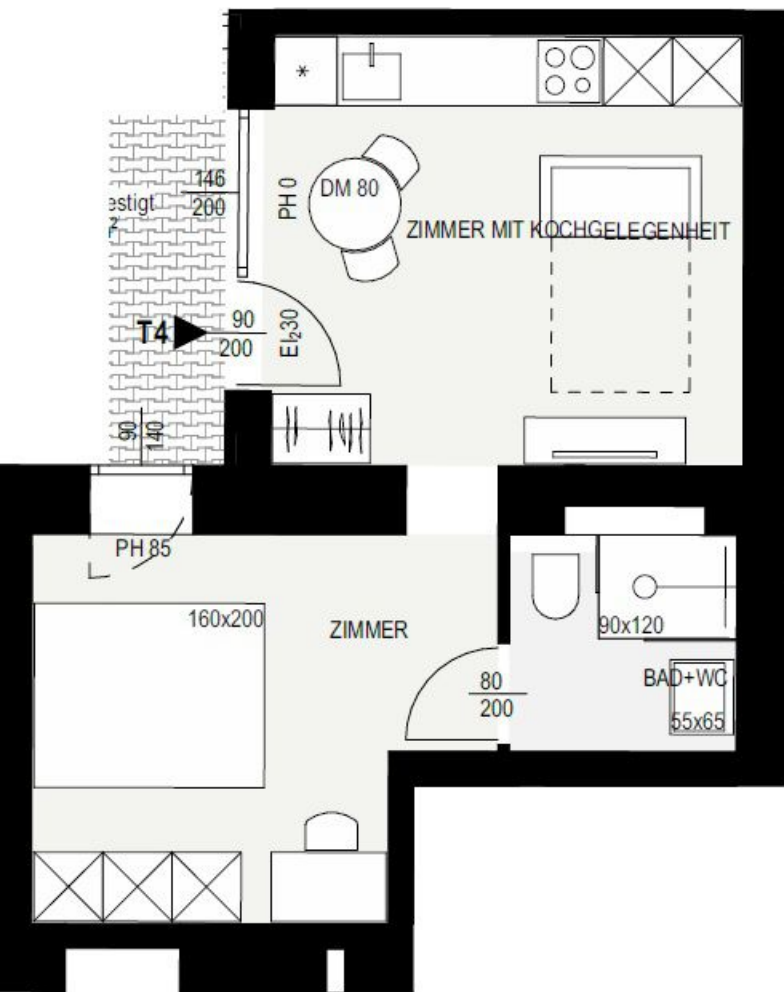 *
146
200
estigt
PH 0
DM 80
ZIMMER MIT KOCHGELEGENHEIT
T4
90
200
EI₂30
90
140
PH 85
160x200
ZIMMER
90x120
80
200
BAD+WC
55x65